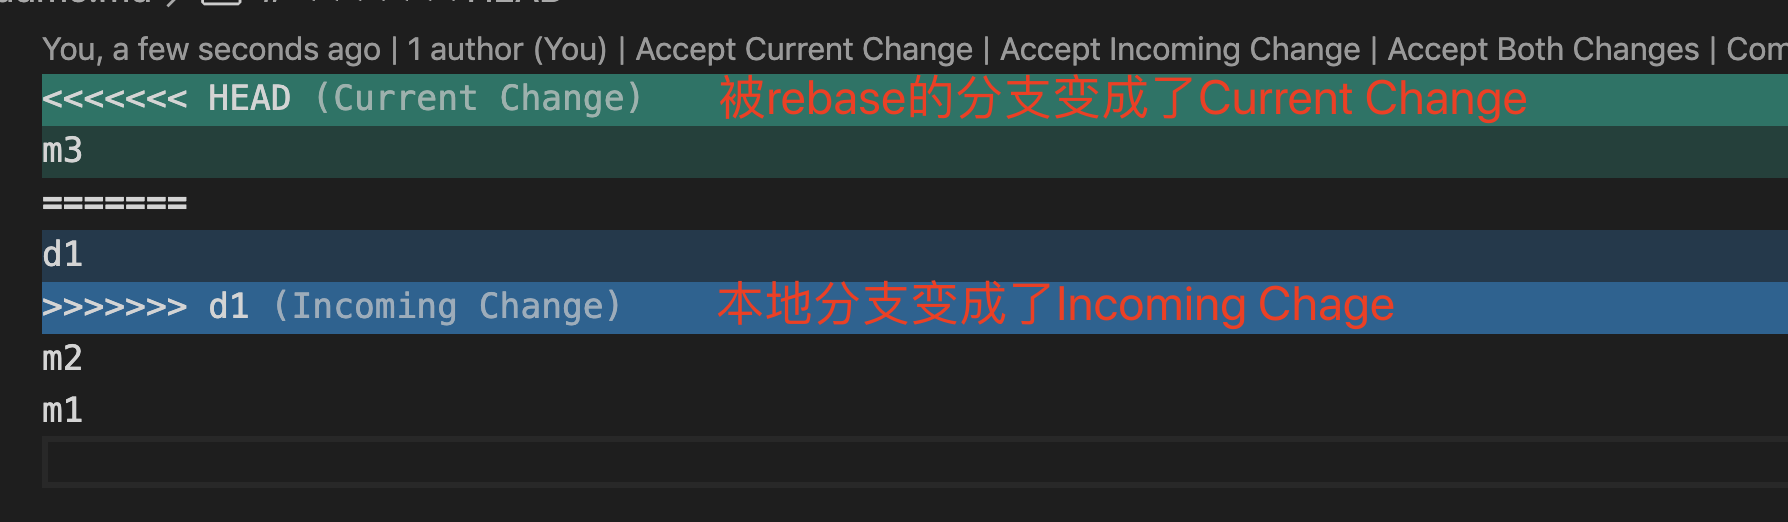 You, a few seconds ago | 1 author (You) | Accept Current Change | Accept Incoming Change | Accept Both Changes | Com
<<<<<<< HEAD (Current Change) 被rebase的分支变成了Current Change
m3
=======
d1
>>>>>>> d1 (Incoming Change) 本地分支变成了Incoming Chage
m2
m1